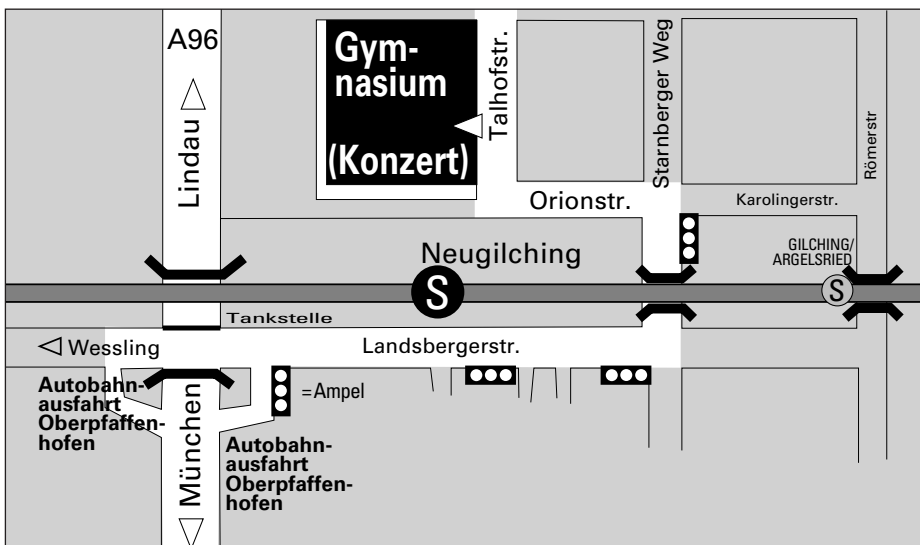 A96
Lindau
Gym-
nasium
(Konzert)
Talhofstr.
Starnberger Weg
Römerstr
Orionstr.
Karolingerstr.
Neugilching
GILCHING/
ARGELSRIED
S
S
Tankstelle
Wessling
Landsbergerstr.
Autobahn-
ausfahrt
Oberpfaffen-
hofen
=Ampel
München
Autobahn-
ausfahrt
Oberpfaffen-
hofen